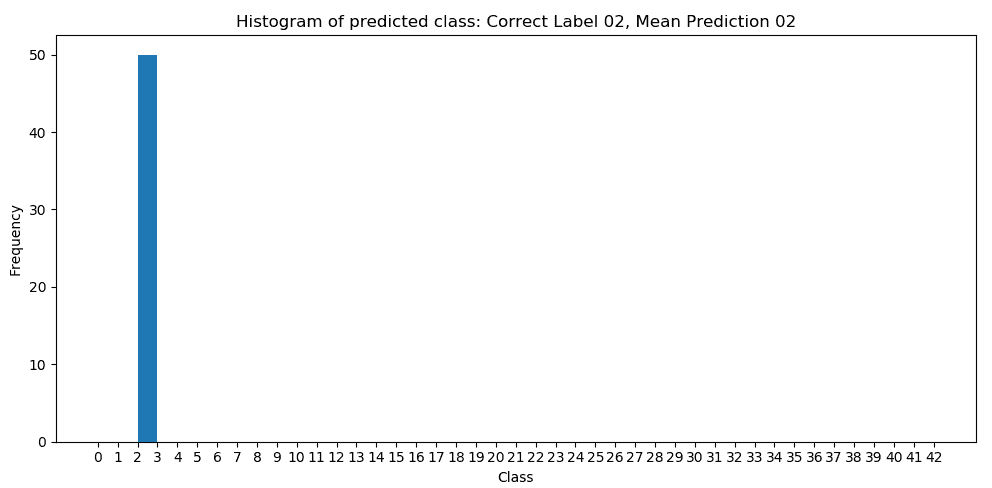 Histogram of predicted class: Correct Label 02, Mean Prediction 02
50
40
30
20
10
0
Frequency
0 1 2 3 4 5 6 7 8 9 10 11 12 13 14 15 16 17 18 19 20 21 22 23 24 25 26 27 28 29 30 31 32 33 34 35 36 37 38 39 40 41 42
Class